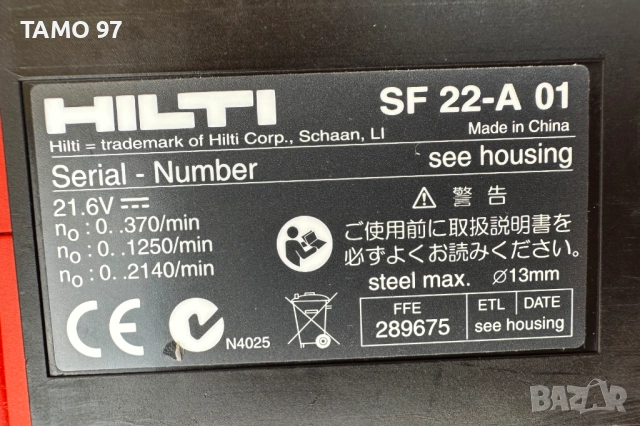 TAMO 97
HILTI
SF 22-A 01
Hilti = trademark of Hilti Corp., Schaan, LI
Made in China
Serial - Number
see housing
21.6V ⎓
n₀ : 0. .370/min
n₀ : 0. .1250/min
n₀ : 0. .2140/min
⚠ 警告
ご使用前に取扱説明書を
必ずよくお読みください。
steel max. ∅13mm
CE
N4025
FFE
289675
ETL DATE
see housing
BAZAR